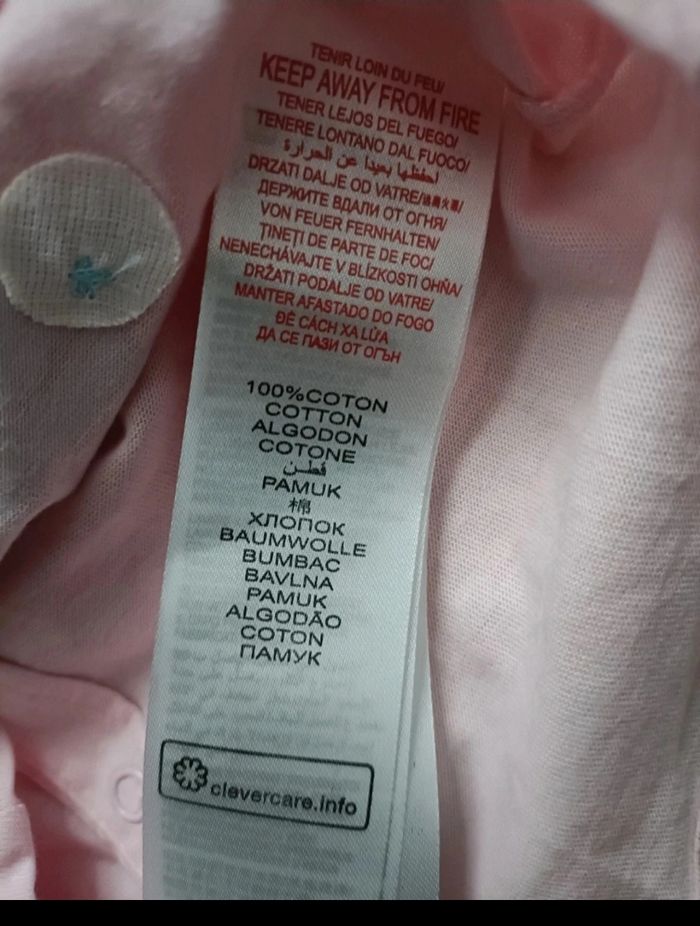 TENIR LOIN DU FEU/
KEEP AWAY FROM FIRE
TENER LEJOS DEL FUEGO/
TENERE LONTANO DAL FUOCO/
احفظها بعيدا عن الحرارة/
DRZATI DALJE OD VATRE/
ДЕРЖИТЕ ВДАЛИ ОТ ОГНЯ/
VON FEUER FERNHALTEN/
ȚINEȚI DE PARTE DE FOC/
NENECHÁVAJTE V BLÍZKOSTI OHŇA/
DRŽATI PODALJE OD VATRE/
MANTER AFASTADO DO FOGO
ĐỂ CÁCH XA LỬA
ДА СЕ ПАЗИ ОТ ОГЪН
100%COTON
COTTON
ALGODON
COTONE
قطن
PAMUK
棉
ХЛОПОК
BAUMWOLLE
BUMBAC
BAVLNA
PAMUK
ALGODÃO
COTON
ПАМУК
clevercare.info